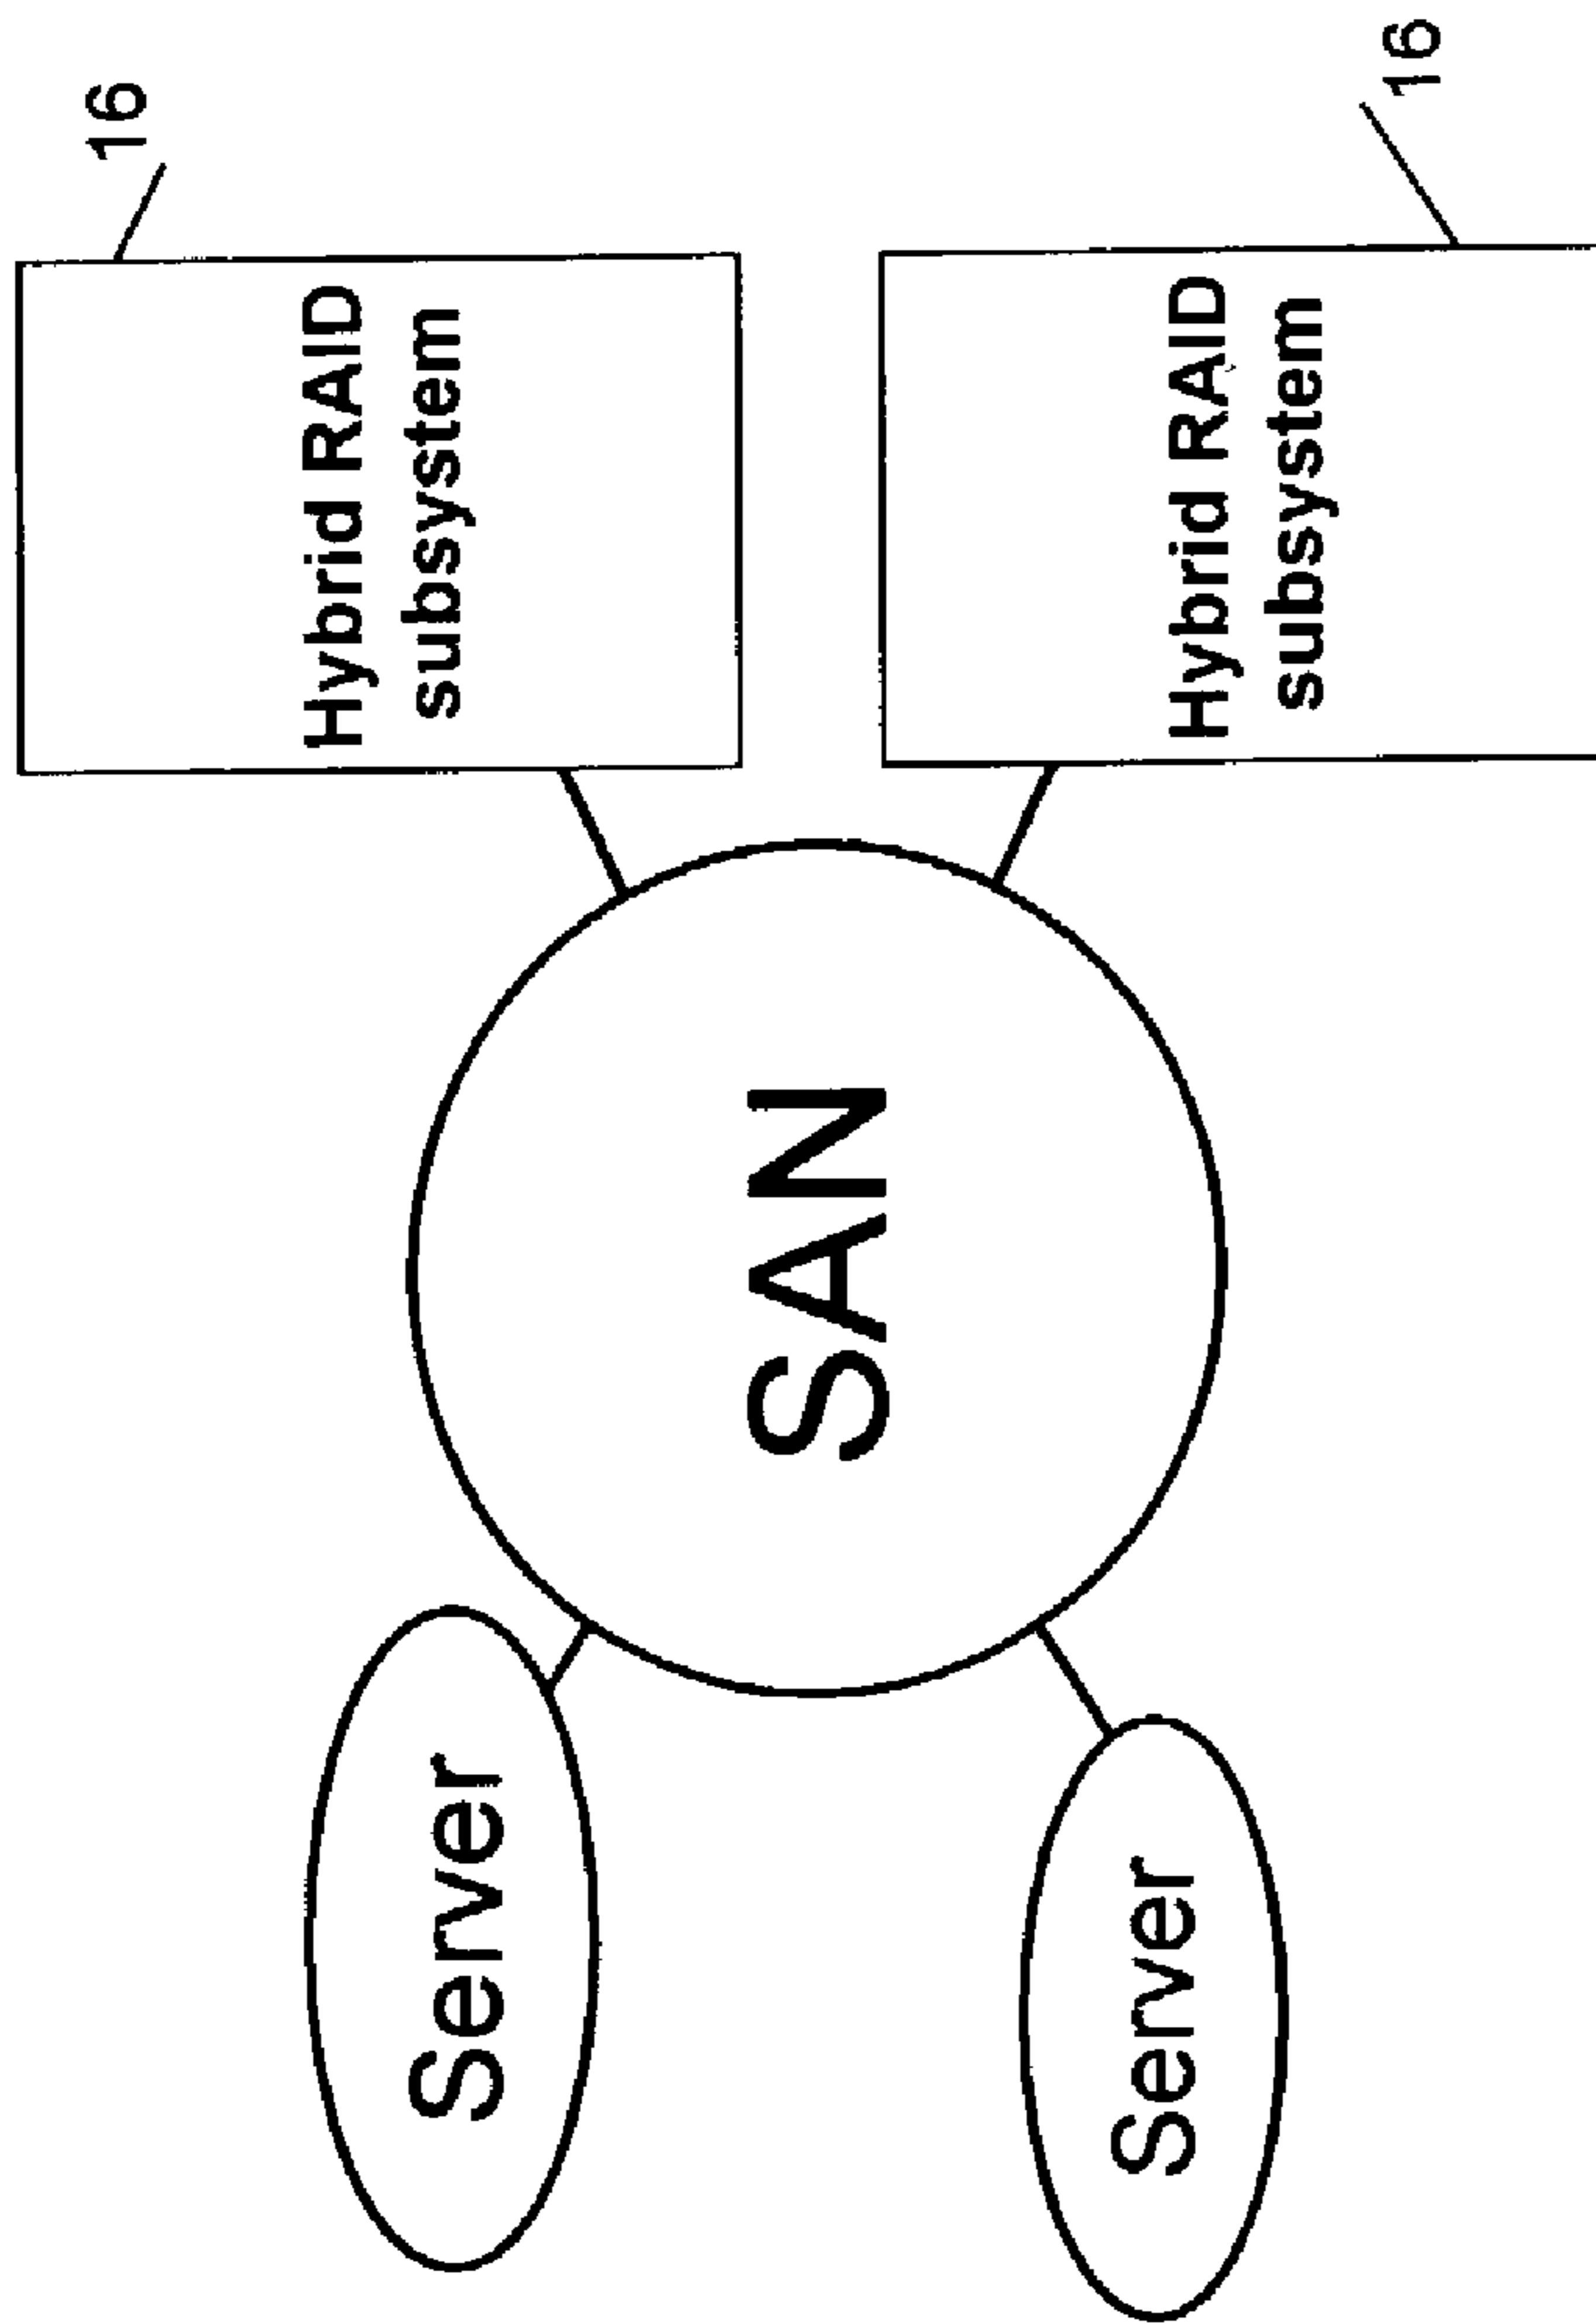 Server
Server
SAN
Hybrid RAID
subsystem
16
Hybrid RAID
subsystem
16